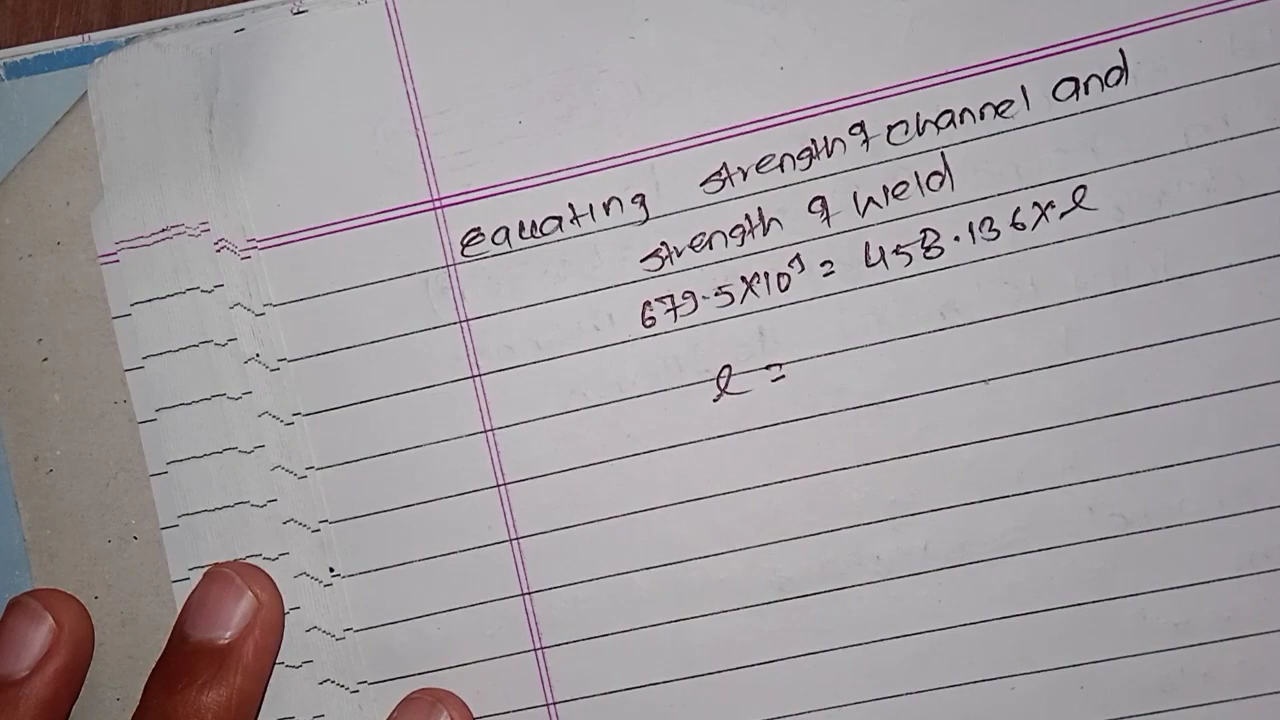 equating strength of channel and
strength of weld
679.5×10³ = 458.136×l
l =